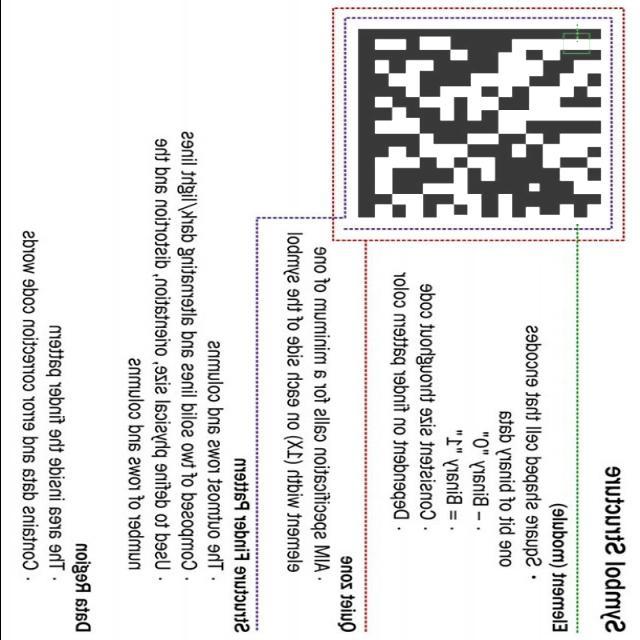 Symbol Structure
Element (module)
• Square shaped cell that encodes
one bit of binary data
· – Binary "0"
· = Binary "1"
· Consistent size throughout code
· Dependent on finder pattern color
Quiet zone
· AIM specification calls for a minimum of one
element width (1X) on each side of the symbol
Structure Finder Pattern
· The outmost rows and columns
· Composed of two solid lines and alternating dark/light lines
· Used to define physical size, orientation, distortion and the
number of rows and columns
Data Region
· The area inside the finder pattern
· Contains data and error correction code words